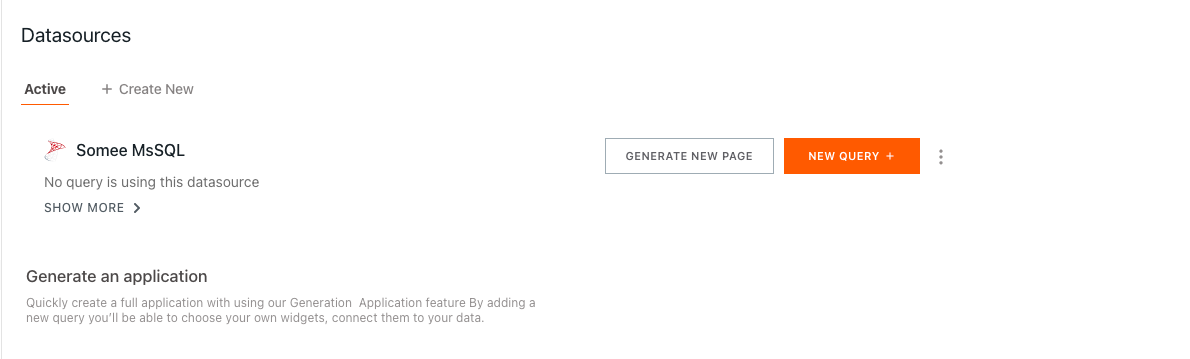 Datasources
Active
+ Create New
Somee MsSQL
GENERATE NEW PAGE
NEW QUERY +
No query is using this datasource
SHOW MORE
Generate an application
Quickly create a full application with using our Generation  Application feature By adding a
new query you'll be able to choose your own widgets, connect them to your data.